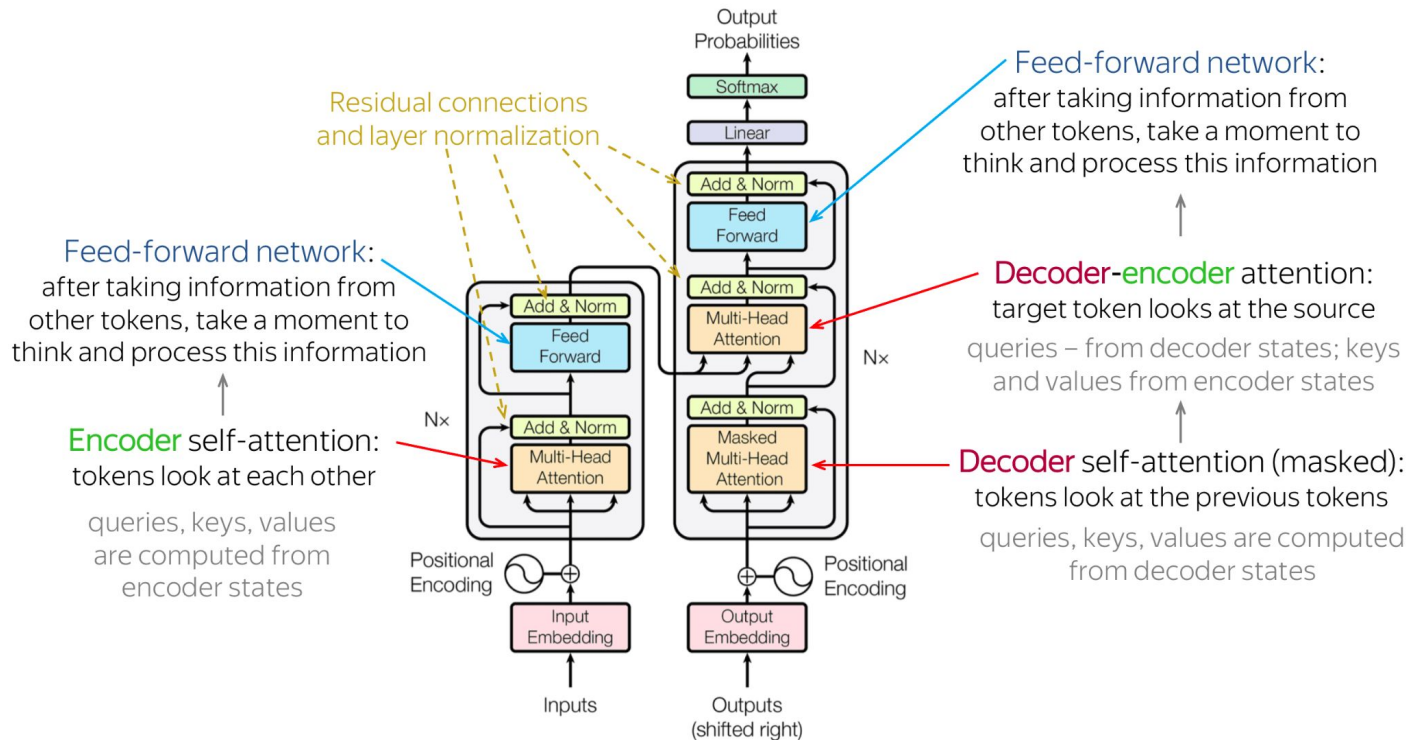 Output
Probabilities
Softmax
Linear
Add & Norm
Feed
Forward
Add & Norm
Multi-Head
Attention
Add & Norm
Masked
Multi-Head
Attention
N×
Positional
Encoding
Output
Embedding
Outputs
(shifted right)
Residual connections
and layer normalization
Feed-forward network:
after taking information from
other tokens, take a moment to
think and process this information
Encoder self-attention:
tokens look at each other
queries, keys, values
are computed from
encoder states
Add & Norm
Feed
Forward
N×
Add & Norm
Multi-Head
Attention
Positional
Encoding
Input
Embedding
Inputs
Feed-forward network:
after taking information from
other tokens, take a moment to
think and process this information
Decoder-encoder attention:
target token looks at the source
queries – from decoder states; keys
and values from encoder states
Decoder self-attention (masked):
tokens look at the previous tokens
queries, keys, values are computed
from decoder states